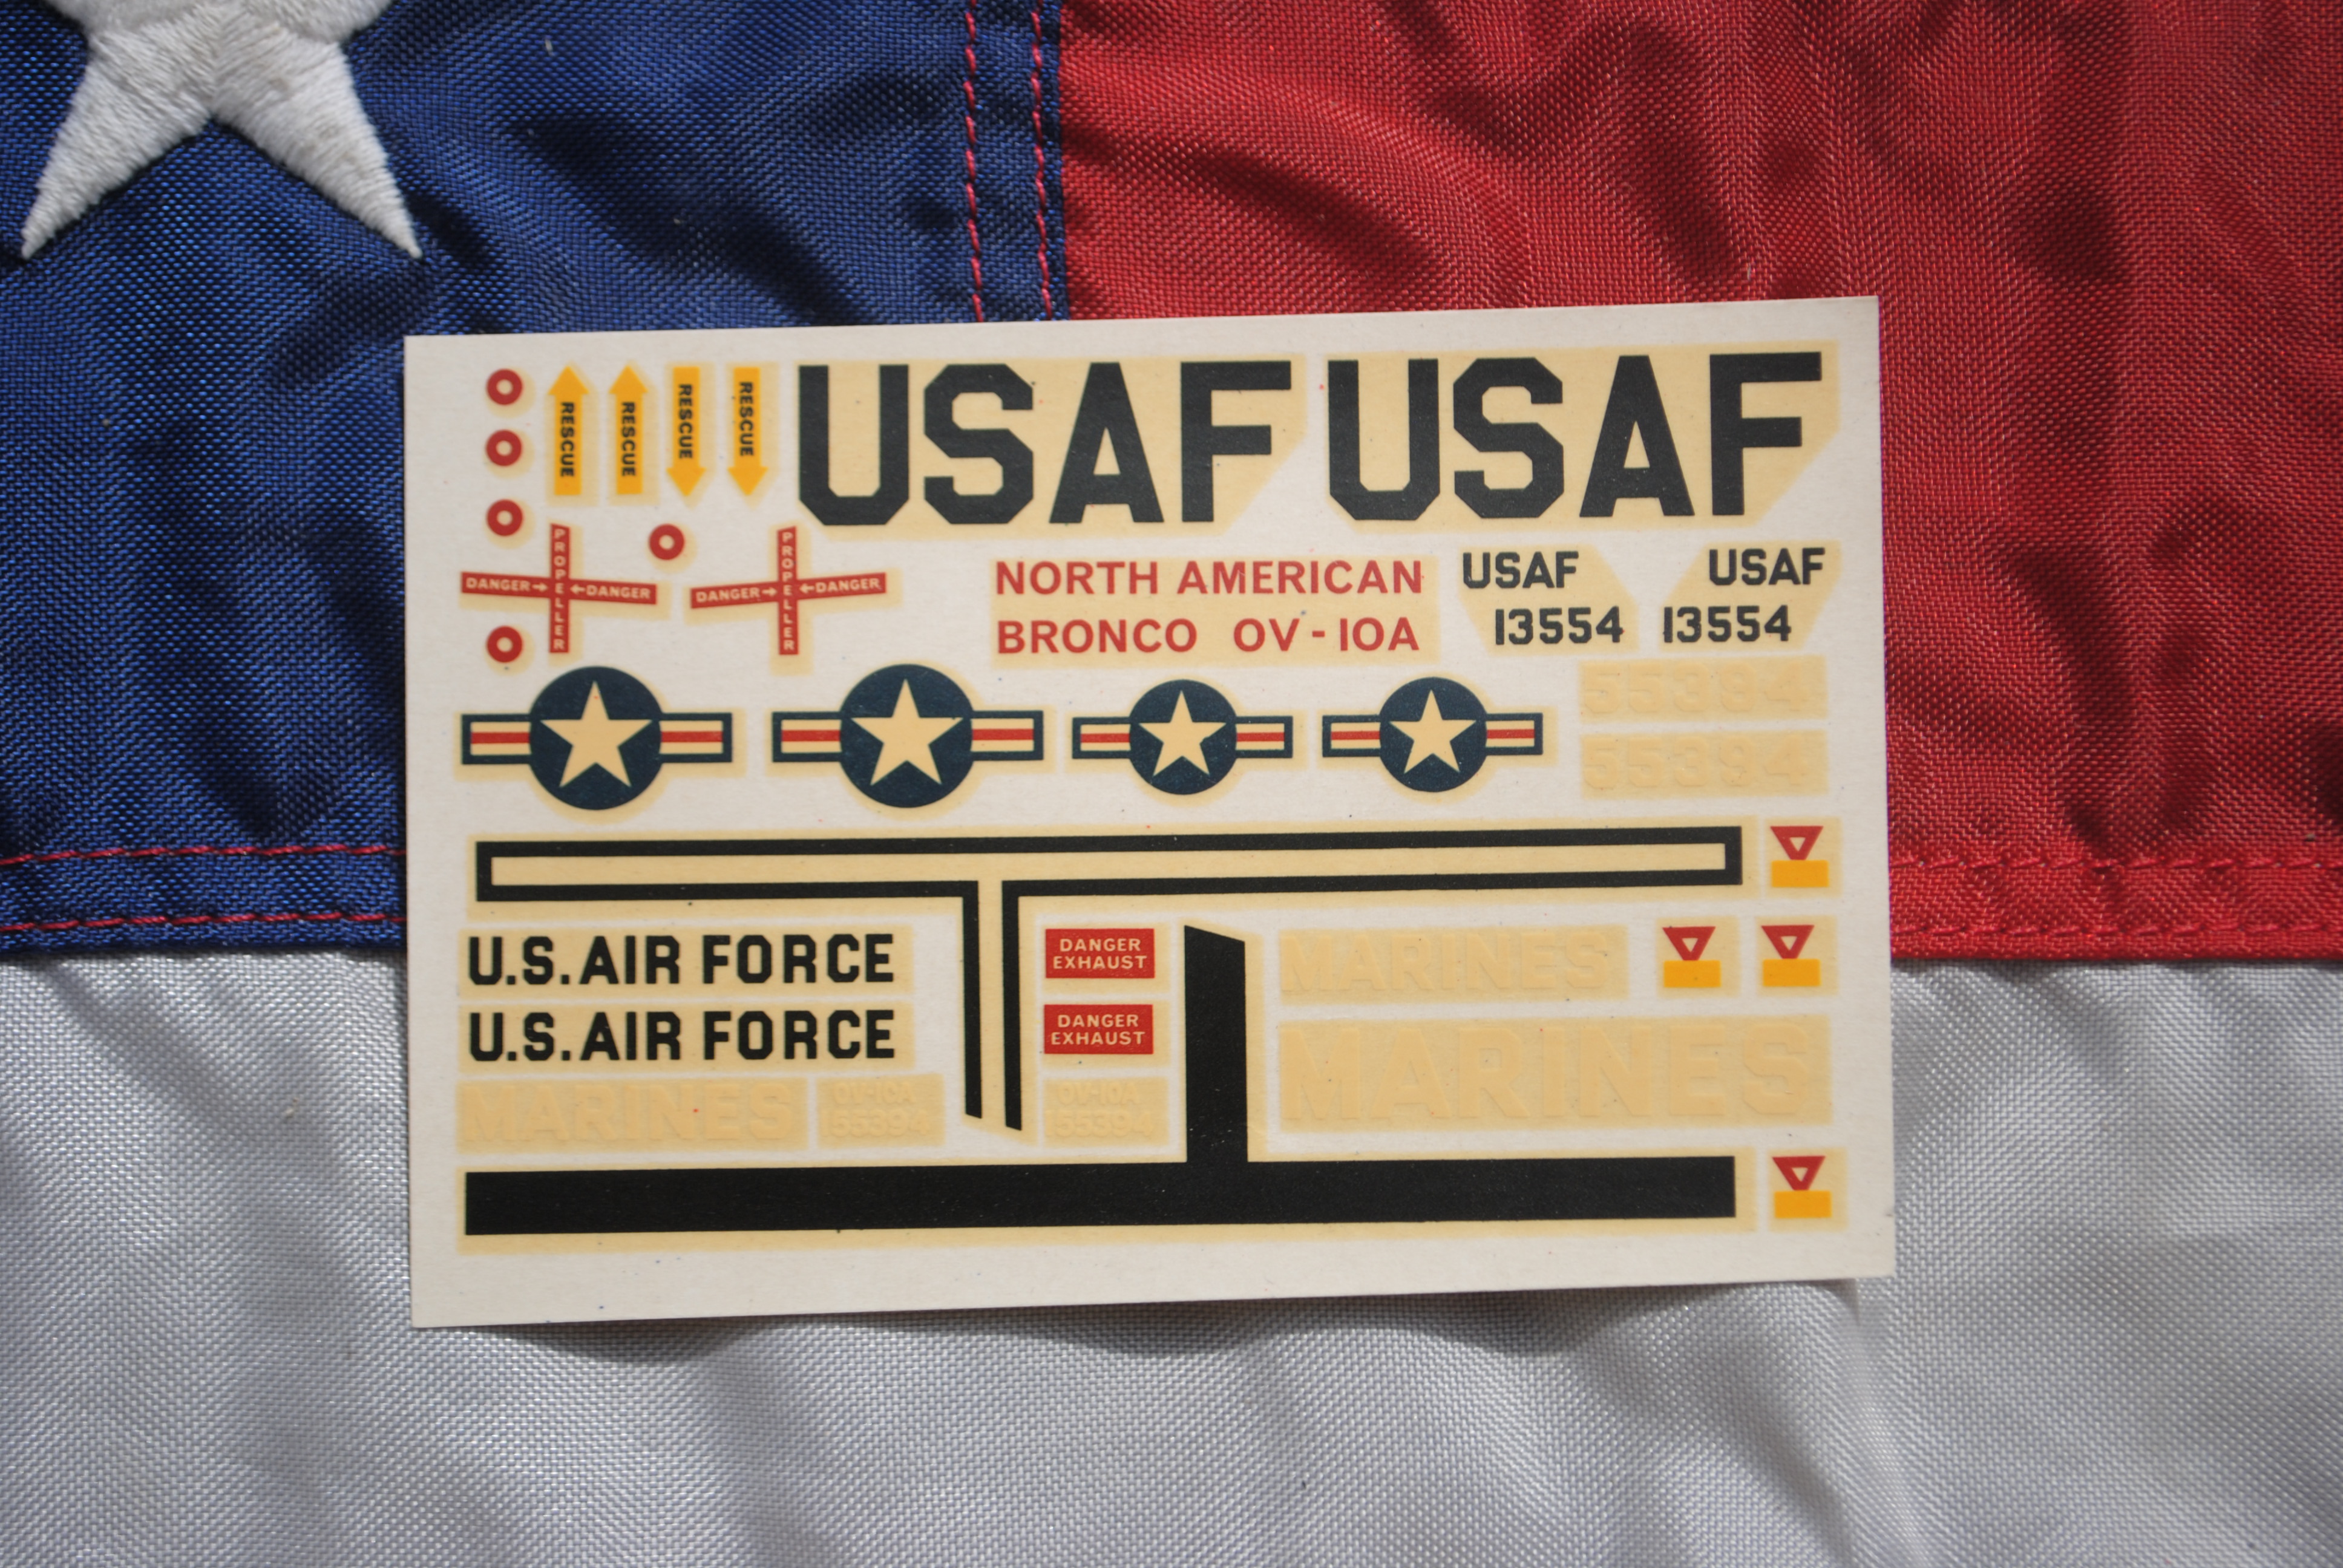 RESCUE
RESCUE
RESCUE
RESCUE
USAF
USAF
DANGER→
PROPELLER
←DANGER
DANGER→
PROPELLER
←DANGER
NORTH AMERICAN
BRONCO OV-10A
USAF
13554
USAF
13554
55394
55394
U.S. AIR FORCE
U.S. AIR FORCE
DANGER
EXHAUST
DANGER
EXHAUST
MARINES
MARINES
MARINES
OV-10A
55394
OV-10A
55394